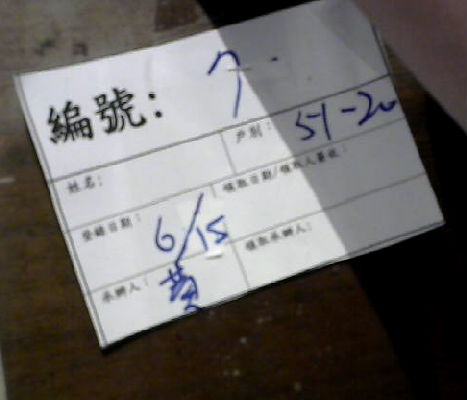 編號: 7.
姓名: 戶別: 51-20
登錄日期: 6/15 領取日期/領取人簽收:
承辦人: 黃 領取承辦人: